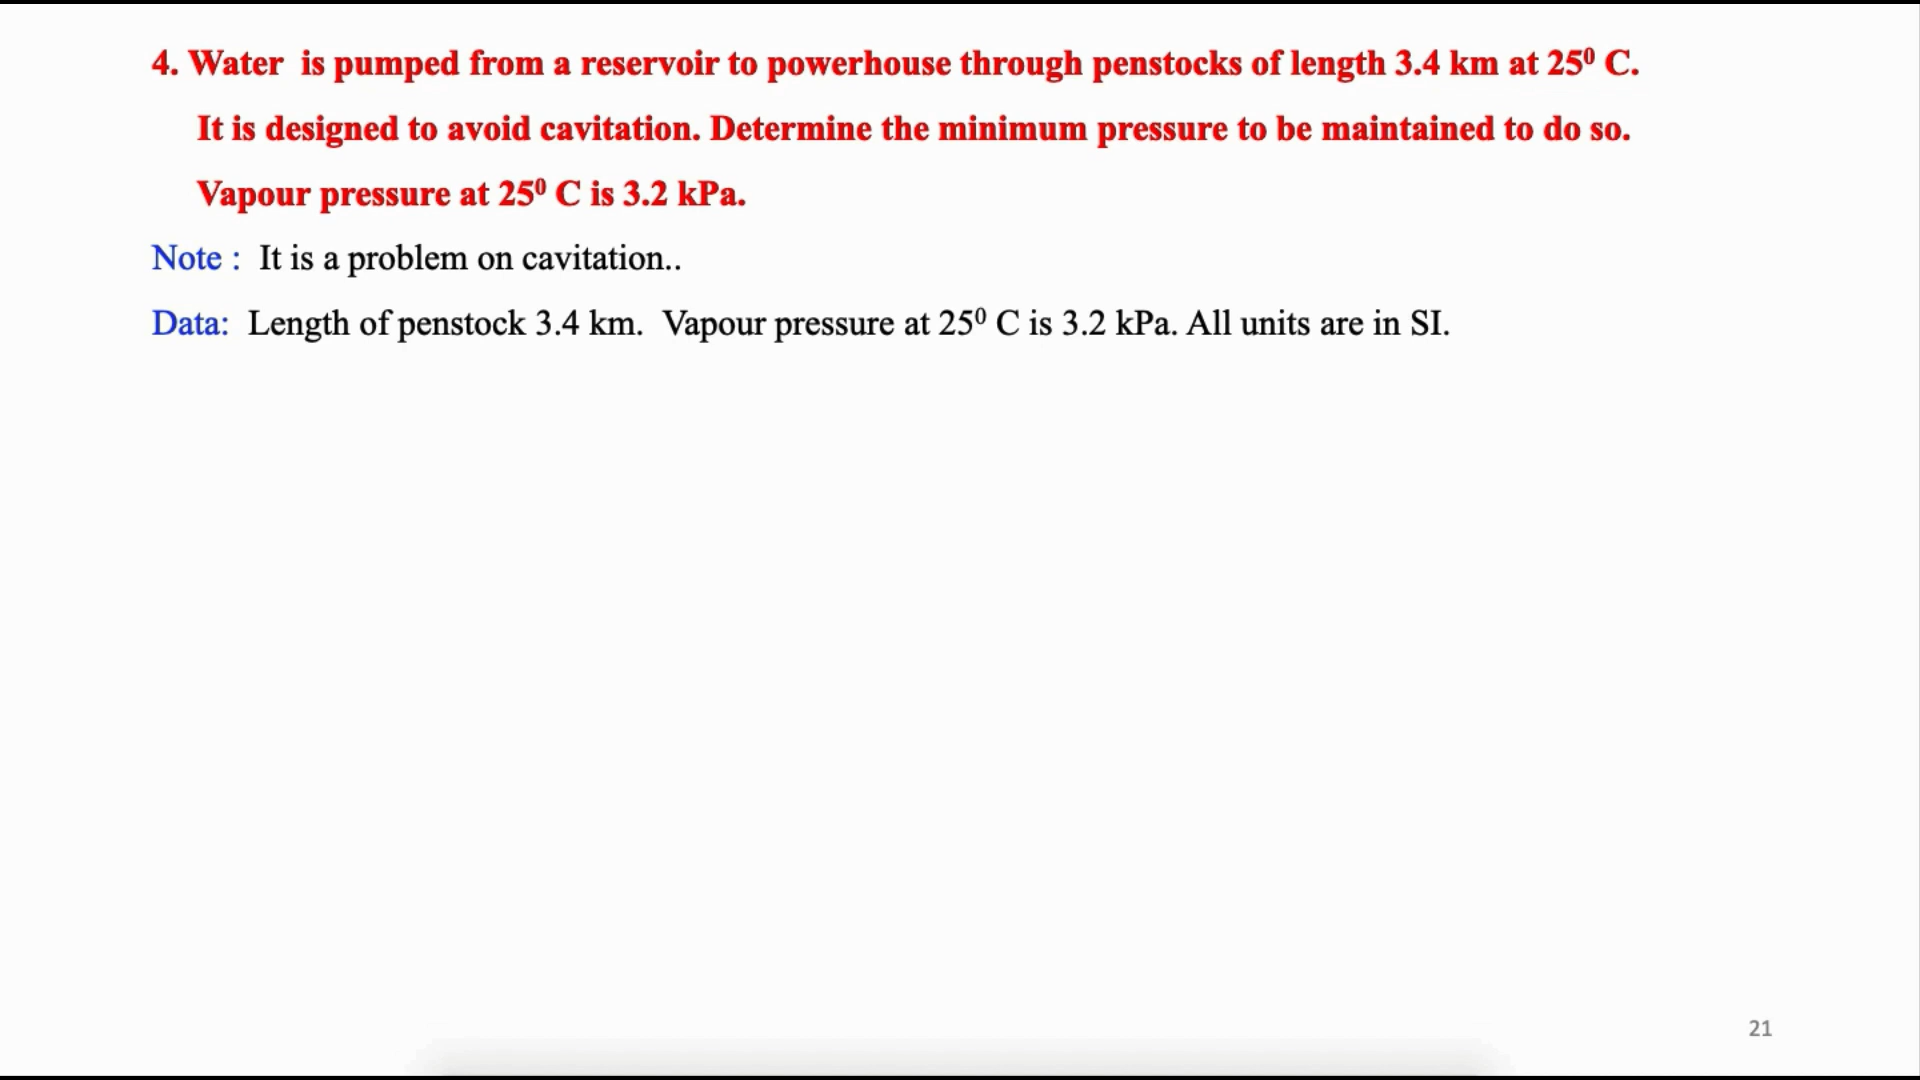 4. Water is pumped from a reservoir to powerhouse through penstocks of length 3.4 km at 25⁰ C.
It is designed to avoid cavitation. Determine the minimum pressure to be maintained to do so.
Vapour pressure at 25⁰ C is 3.2 kPa.
Note : It is a problem on cavitation..
Data: Length of penstock 3.4 km. Vapour pressure at 25⁰ C is 3.2 kPa. All units are in SI.
21